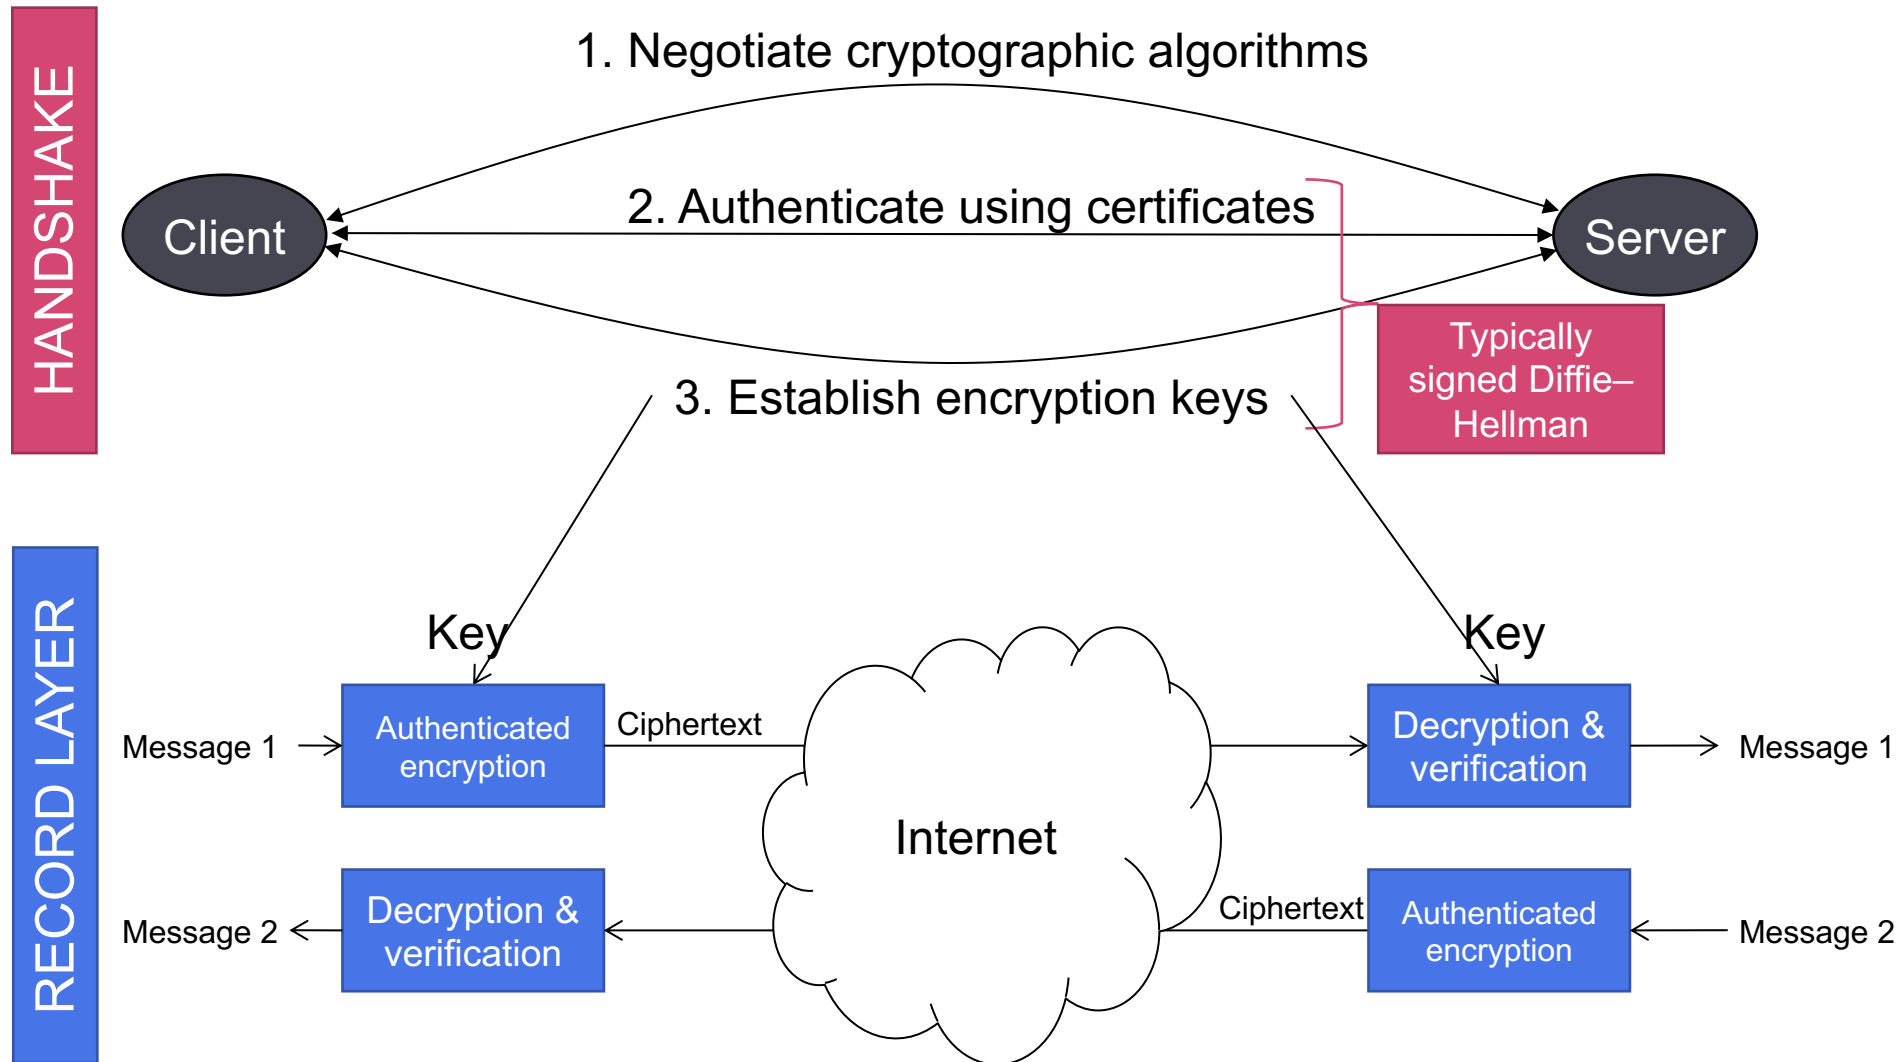 HANDSHAKE
1. Negotiate cryptographic algorithms
Client
2. Authenticate using certificates
Server
3. Establish encryption keys
Typically
signed Diffie–
Hellman
RECORD LAYER
Key
Key
Message 1
Authenticated
encryption
Ciphertext
Decryption &
verification
Message 1
Internet
Message 2
Decryption &
verification
Ciphertext
Authenticated
encryption
Message 2